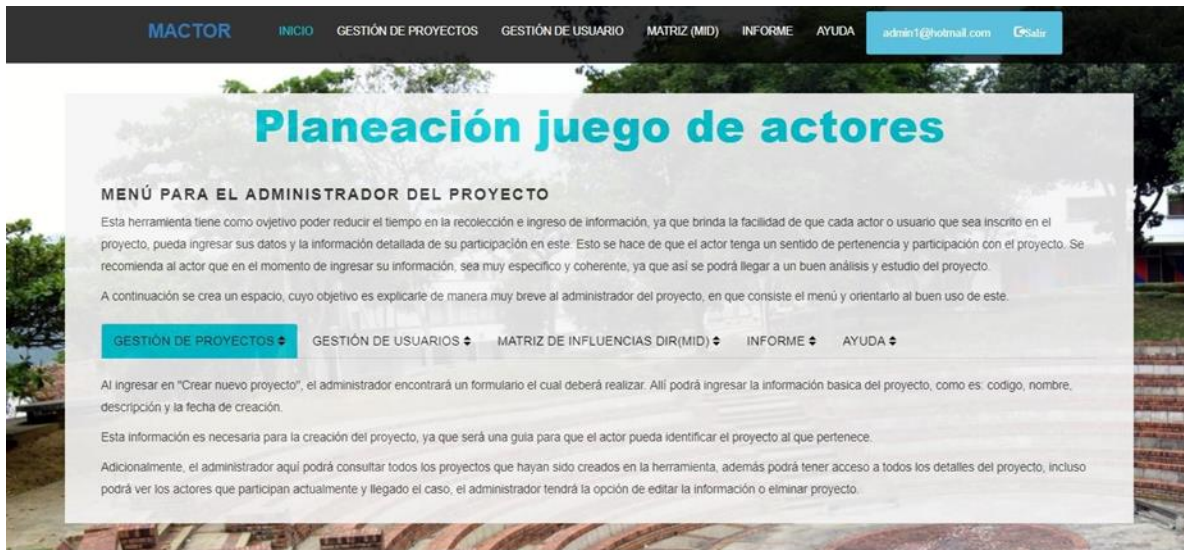 MACTOR INICIO GESTIÓN DE PROYECTOS GESTIÓN DE USUARIO MATRIZ (MID) INFORME AYUDA admin1@hotmail.com Salir
Planeación juego de actores
MENÚ PARA EL ADMINISTRADOR DEL PROYECTO
Esta herramienta tiene como ovjetivo poder reducir el tiempo en la recolección e ingreso de información, ya que brinda la facilidad de que cada actor o usuario que sea inscrito en el
proyecto, pueda ingresar sus datos y la información detallada de su participación en este. Esto se hace de que el actor tenga un sentido de pertenencia y participación con el proyecto. Se
recomienda al actor que en el momento de ingresar su información, sea muy especifico y coherente, ya que así se podrá llegar a un buen análisis y estudio del proyecto.
A continuación se crea un espacio, cuyo objetivo es explicarle de manera muy breve al administrador del proyecto, en que consiste el menú y orientarlo al buen uso de este.
GESTIÓN DE PROYECTOS GESTIÓN DE USUARIOS MATRIZ DE INFLUENCIAS DIR(MID) INFORME AYUDA
Al ingresar en "Crear nuevo proyecto", el administrador encontrará un formulario el cual deberá realizar. Allí podrá ingresar la información basica del proyecto, como es: codigo, nombre,
descripción y la fecha de creación.
Esta información es necesaria para la creación del proyecto, ya que será una guia para que el actor pueda identificar el proyecto al que pertenece.
Adicionalmente, el administrador aquí podrá consultar todos los proyectos que hayan sido creados en la herramienta, además podrá tener acceso a todos los detalles del proyecto, incluso
podrá ver los actores que participan actualmente y llegado el caso, el administrador tendrá la opción de editar la información o elminar proyecto.